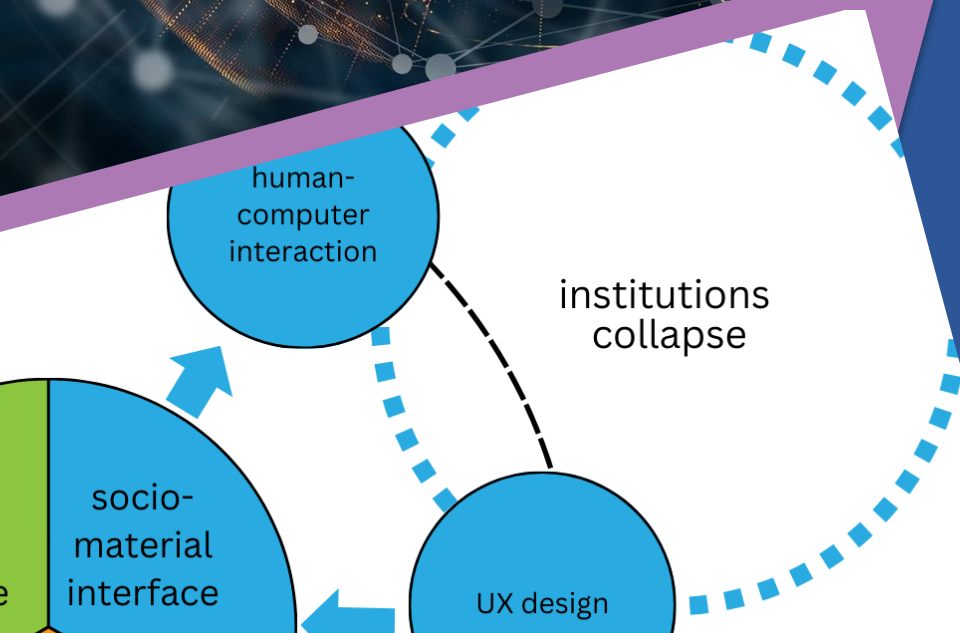 human-
computer
interaction
institutions
collapse
socio-
material
interface
UX design